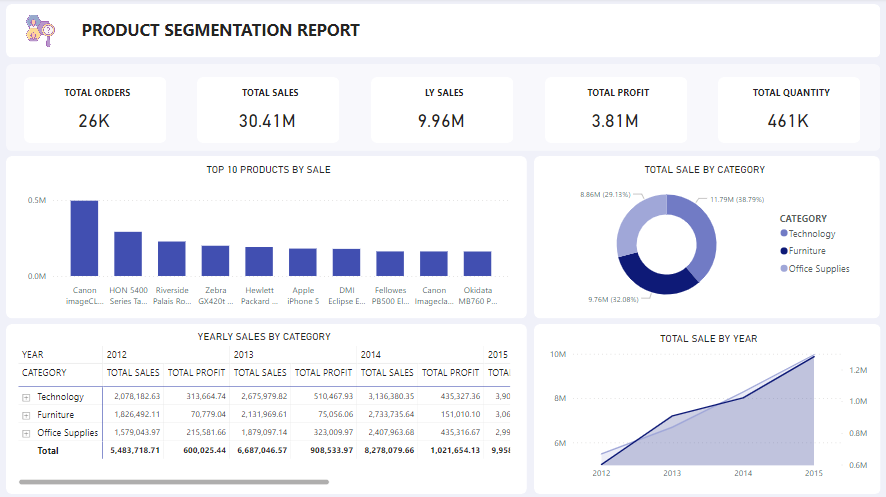 PRODUCT SEGMENTATION REPORT
TOTAL ORDERS
26K
TOTAL SALES
30.41M
LY SALES
9.96M
TOTAL PROFIT
3.81M
TOTAL QUANTITY
461K
TOP 10 PRODUCTS BY SALE
0.5M
0.0M
Canon imageCL...
HON 5400 Series Ta...
Riverside Palais Ro...
Zebra GX420t ...
Hewlett Packard ...
Apple iPhone 5
DMI Eclipse E...
Fellowes PB500 El...
Canon Imagecla...
Okidata MB760 P...
TOTAL SALE BY CATEGORY
8.86M (29.13%)
11.79M (38.79%)
9.76M (32.08%)
CATEGORY
Technology
Furniture
Office Supplies
YEARLY SALES BY CATEGORY
YEAR 2012 2013 2014 2015
CATEGORY TOTAL SALES TOTAL PROFIT TOTAL SALES TOTAL PROFIT TOTAL SALES TOTAL PROFIT TOTA
Technology 2,078,182.63 313,664.74 2,675,979.82 510,467.93 3,136,380.35 435,327.36 3,90
Furniture 1,826,492.11 70,779.04 2,131,969.61 75,056.06 2,733,735.64 151,010.10 3,06
Office Supplies 1,579,043.97 215,581.66 1,879,097.14 323,009.97 2,407,963.68 435,316.67 2,99
Total 5,483,718.71 600,025.44 6,687,046.57 908,533.97 8,278,079.66 1,021,654.13 9,958
TOTAL SALE BY YEAR
10M
8M
6M
1.2M
1.0M
0.8M
0.6M
2012 2013 2014 2015